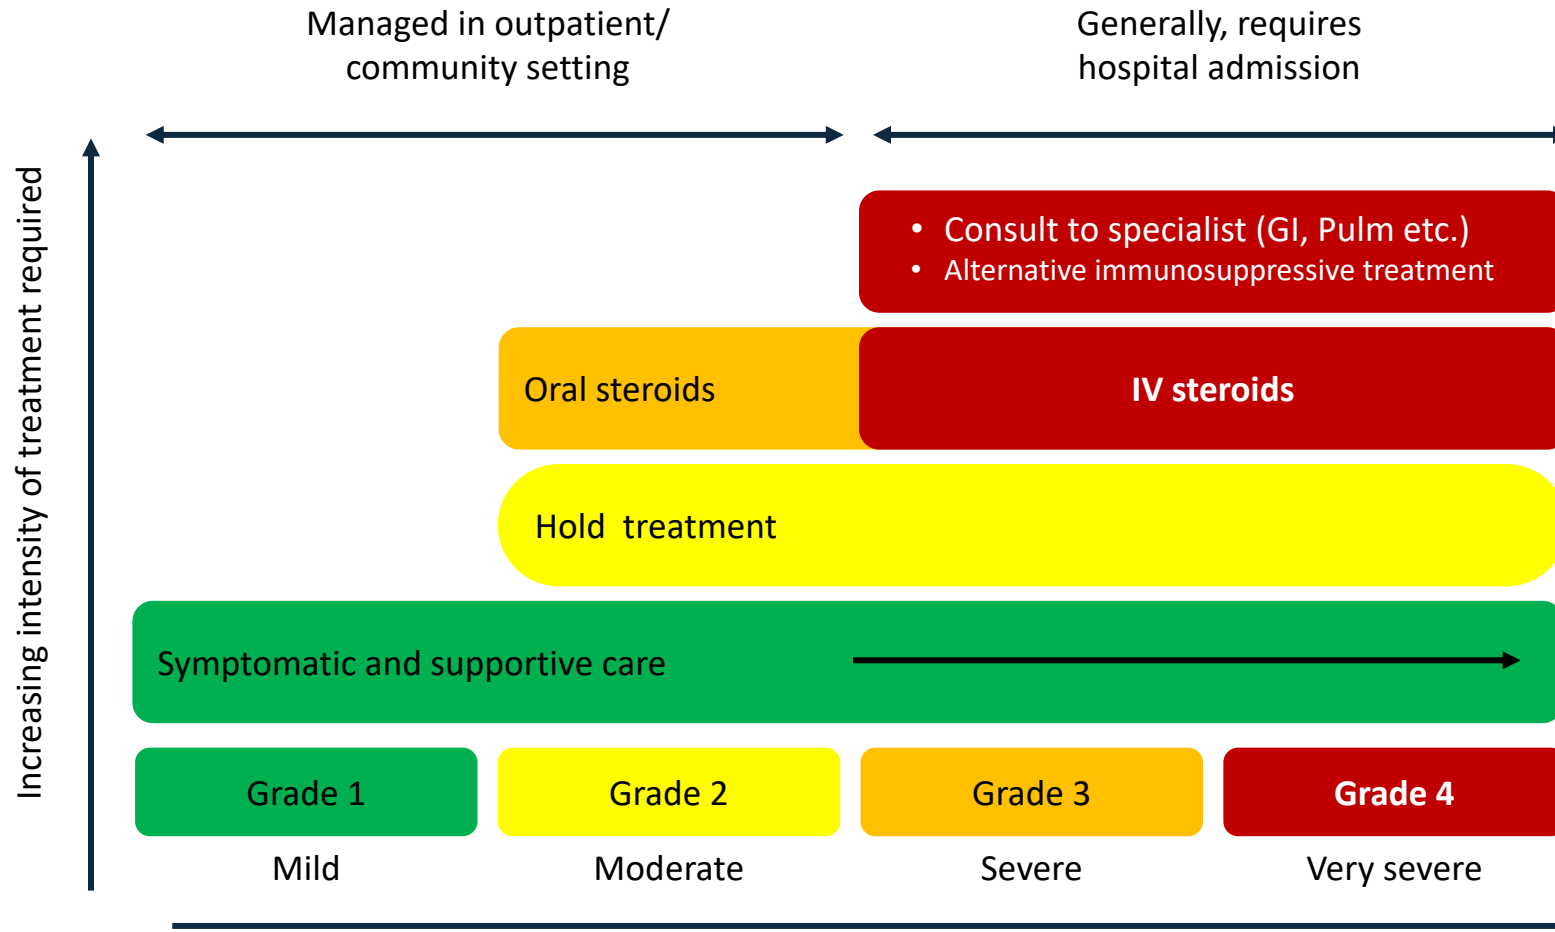 Managed in outpatient/
community setting
Generally, requires
hospital admission
Increasing intensity of treatment required
• Consult to specialist (GI, Pulm etc.)
• Alternative immunosuppressive treatment
Oral steroids
IV steroids
Hold  treatment
Symptomatic and supportive care
Grade 1
Grade 2
Grade 3
Grade 4
Mild
Moderate
Severe
Very severe